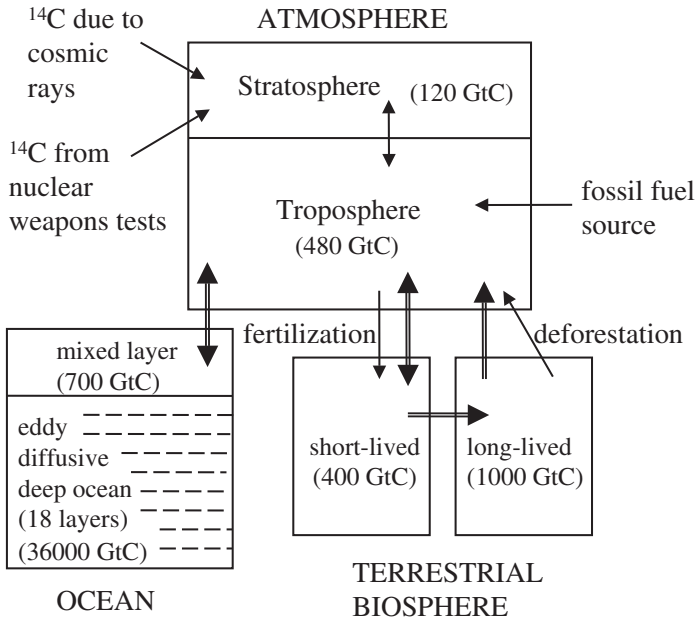 ATMOSPHERE
¹⁴C due to
cosmic
rays
Stratosphere (120 GtC)
¹⁴C from
nuclear
weapons tests
Troposphere
(480 GtC)
fossil fuel
source
fertilization
deforestation
mixed layer
(700 GtC)
eddy
diffusive
deep ocean
(18 layers)
(36000 GtC)
short-lived
(400 GtC)
long-lived
(1000 GtC)
OCEAN
TERRESTRIAL
BIOSPHERE